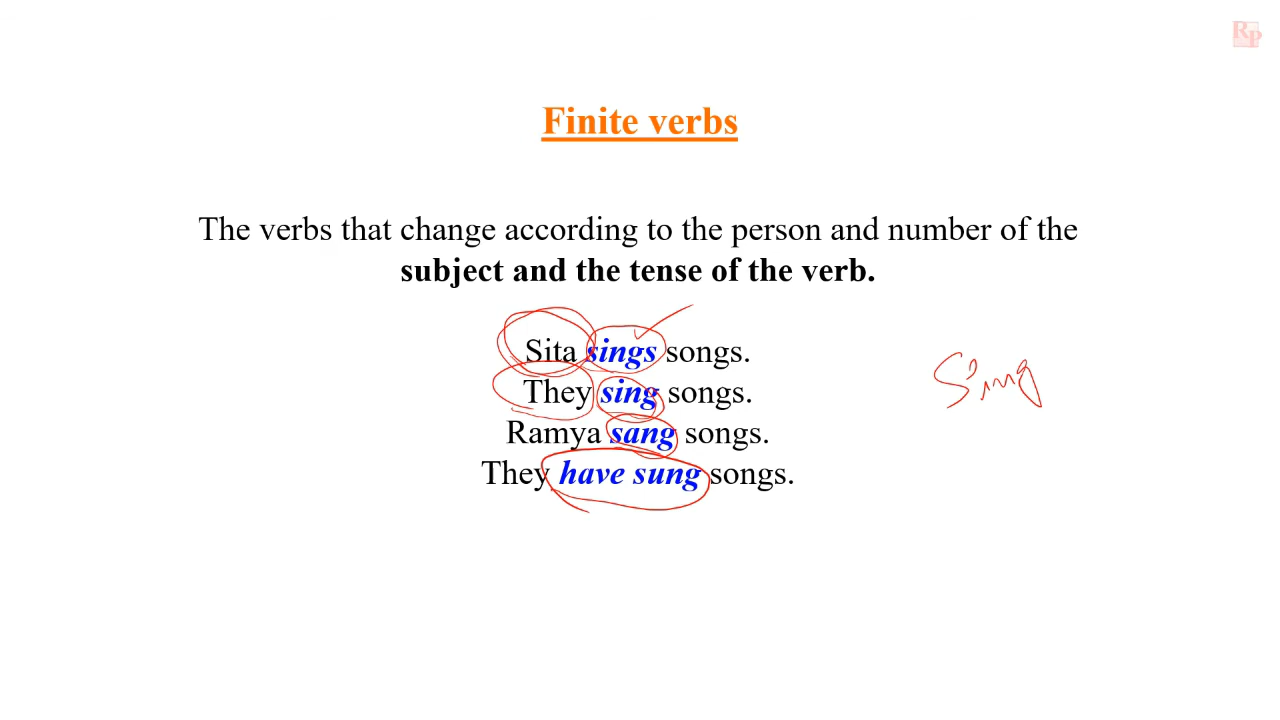 RP
Finite verbs
The verbs that change according to the person and number of the
subject and the tense of the verb.
Sita sings songs.
They sing songs.
Ramya sang songs.
They have sung songs.
Sing